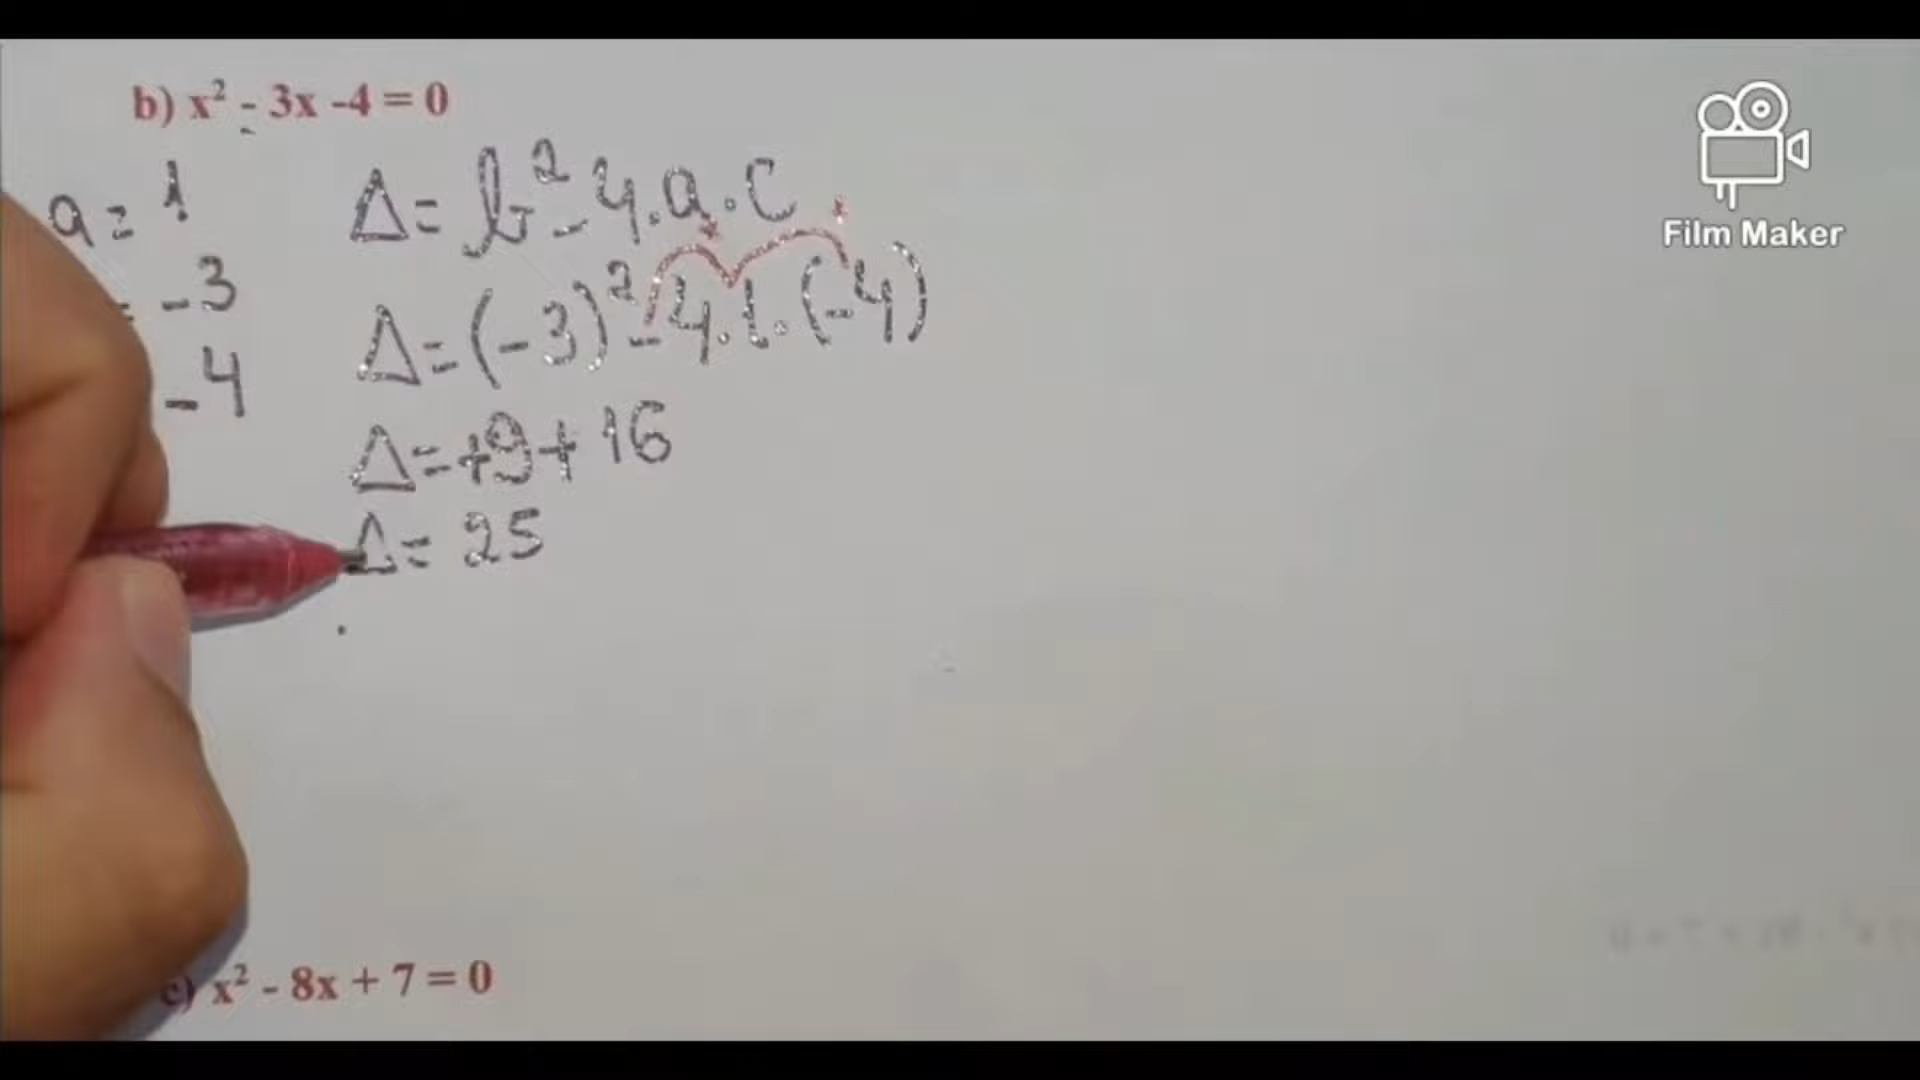 b) x² - 3x -4 = 0
a = 1
= -3
-4
Δ = b² - 4.a.c
Δ = (-3)² - 4.1.(-4)
Δ = +9 + 16
Δ = 25
c) x² - 8x + 7 = 0
Film Maker